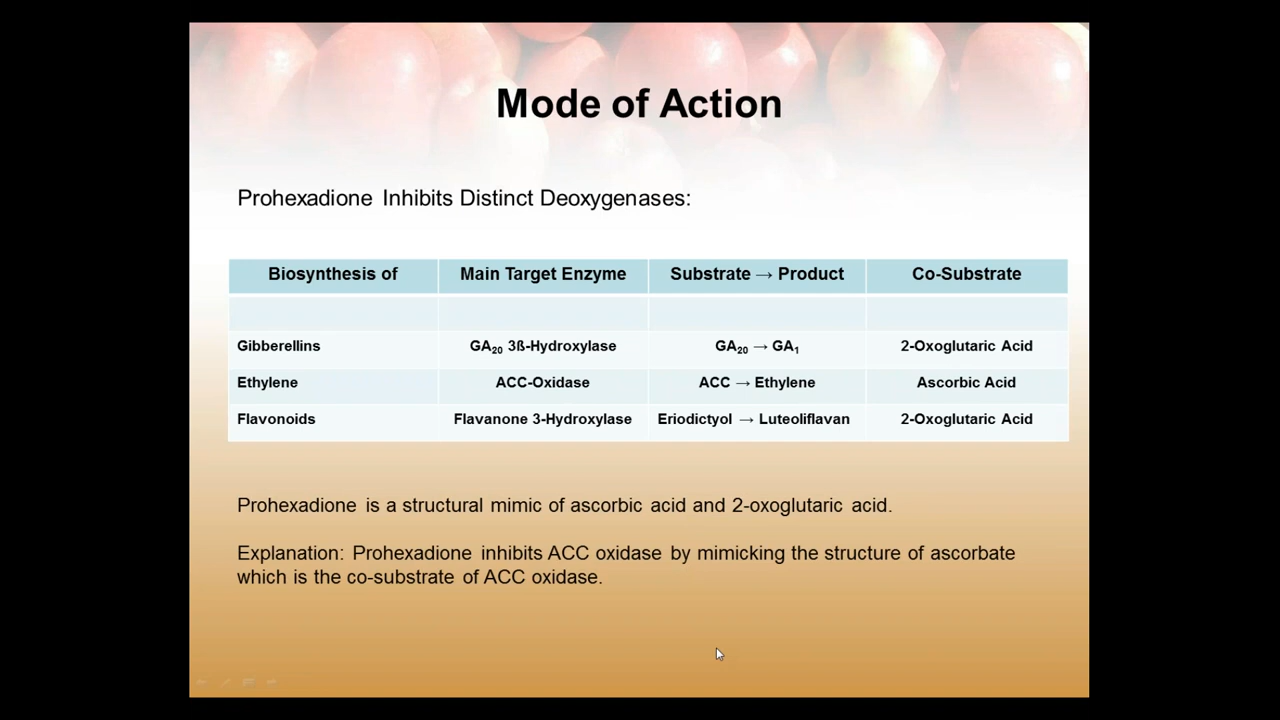 Mode of Action
Prohexadione Inhibits Distinct Deoxygenases:
Biosynthesis of Main Target Enzyme Substrate → Product Co-Substrate
Gibberellins GA20 3ß-Hydroxylase GA20 → GA1 2-Oxoglutaric Acid
Ethylene ACC-Oxidase ACC → Ethylene Ascorbic Acid
Flavonoids Flavanone 3-Hydroxylase Eriodictyol → Luteoliflavan 2-Oxoglutaric Acid
Prohexadione is a structural mimic of ascorbic acid and 2-oxoglutaric acid.
Explanation: Prohexadione inhibits ACC oxidase by mimicking the structure of ascorbate
which is the co-substrate of ACC oxidase.